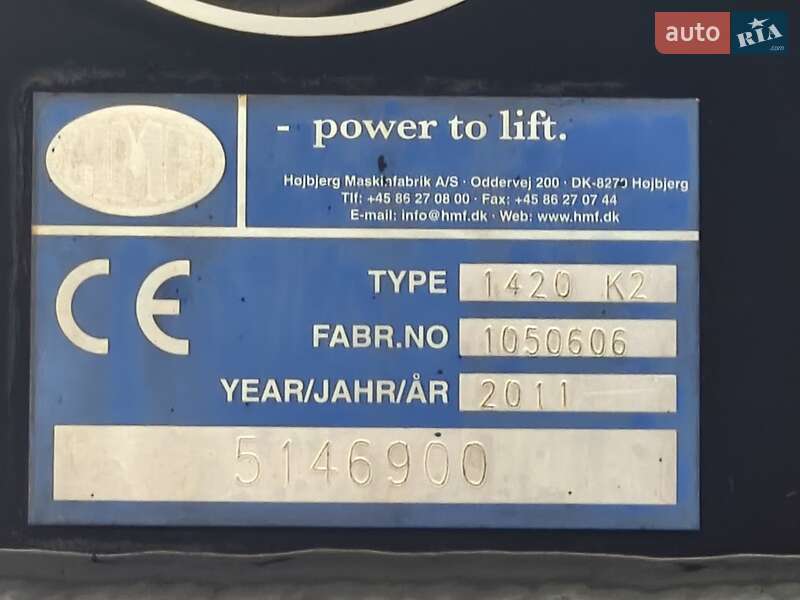 auto RIA.com
HMF
- power to lift.
Højbjerg Maskinfabrik A/S · Oddervej 200 · DK-8270 Højbjerg
Tlf: +45 86 27 08 00 · Fax: +45 86 27 07 44
E-mail: info@hmf.dk · Web: www.hmf.dk
CE
TYPE 1420 K2
FABR.NO 1050606
YEAR/JAHR/ÅR 2011
5146900